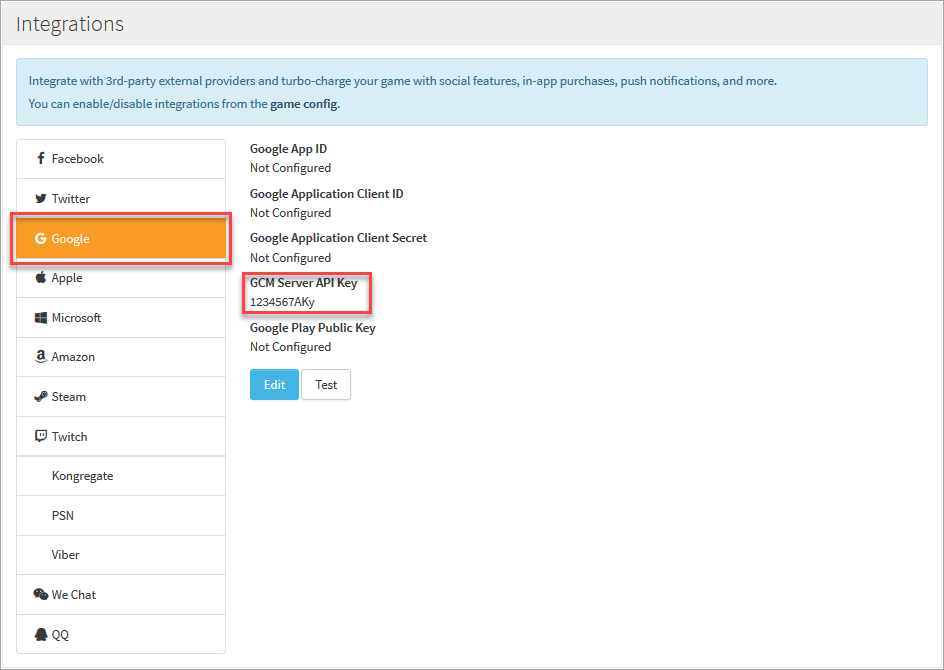 Integrations
Integrate with 3rd-party external providers and turbo-charge your game with social features, in-app purchases, push notifications, and more.
You can enable/disable integrations from the game config.
Facebook
Twitter
Google
Apple
Microsoft
Amazon
Steam
Twitch
Kongregate
PSN
Viber
We Chat
QQ
Google App ID
Not Configured
Google Application Client ID
Not Configured
Google Application Client Secret
Not Configured
GCM Server API Key
1234567AKy
Google Play Public Key
Not Configured
Edit
Test